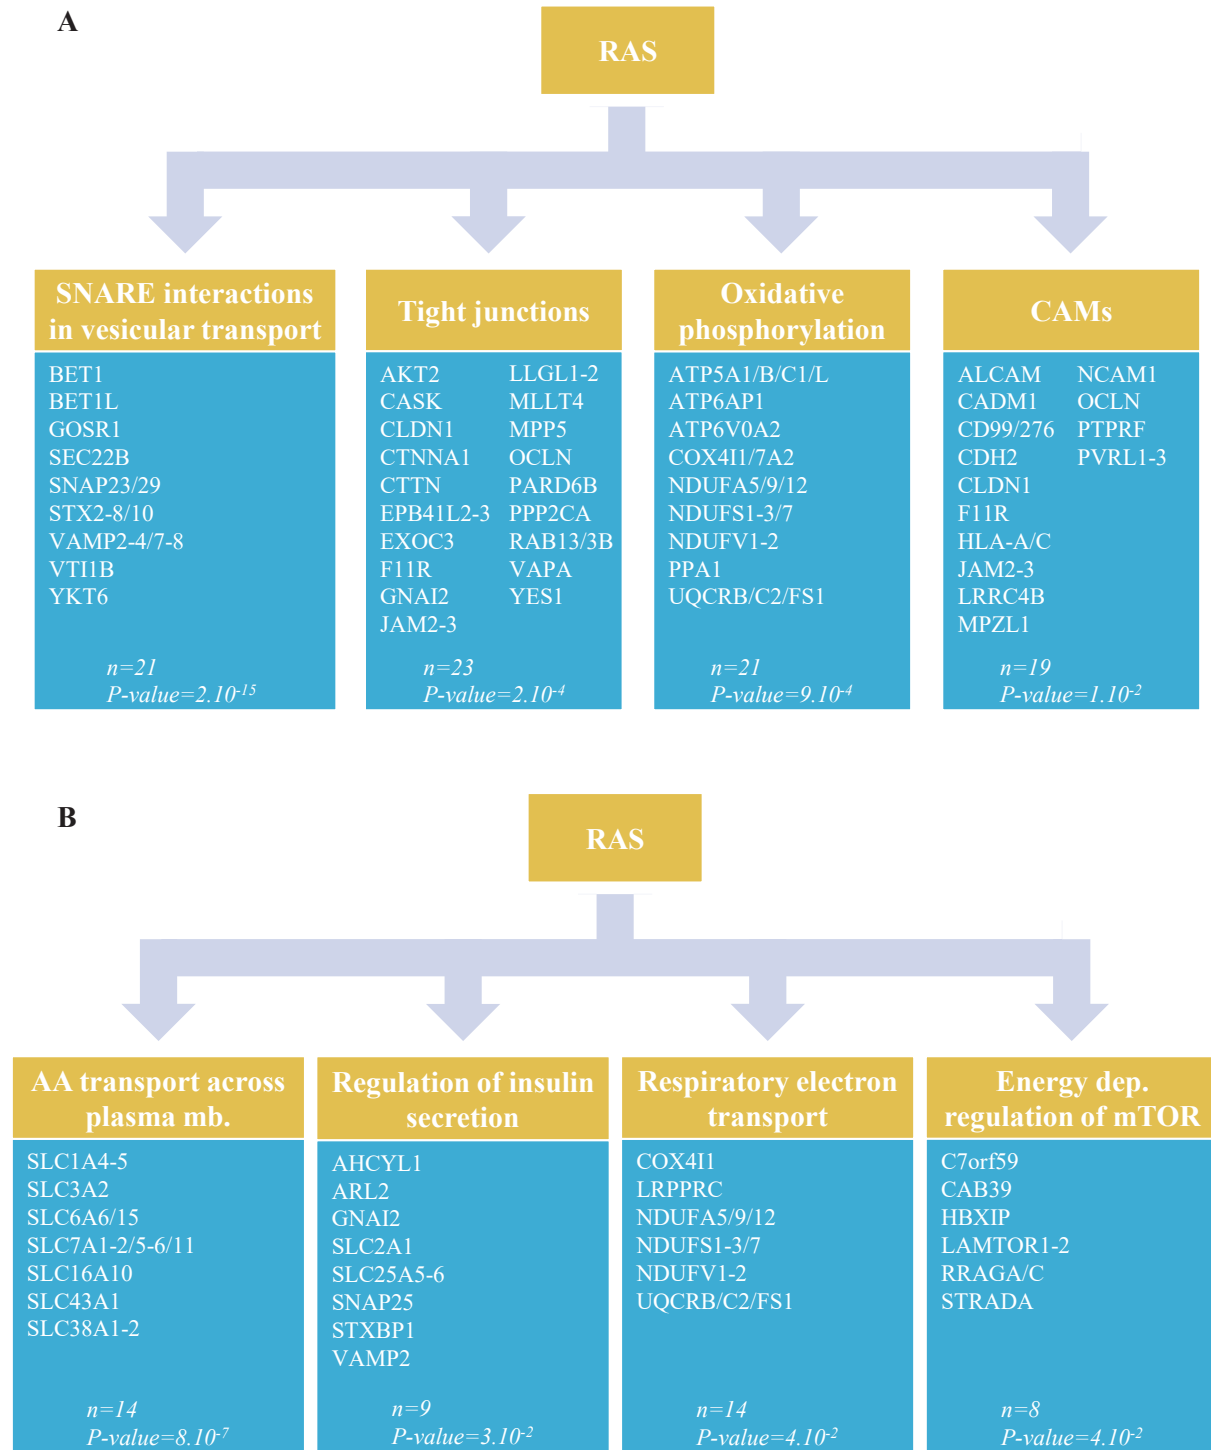 A
RAS
SNARE interactions
in vesicular transport
BET1
BET1L
GOSR1
SEC22B
SNAP23/29
STX2-8/10
VAMP2-4/7-8
VTI1B
YKT6
n=21
P-value=2.10-15
Tight junctions
AKT2
CASK
CLDN1
CTNNA1
CTTN
EPB41L2-3
EXOC3
F11R
GNAI2
JAM2-3
LLGL1-2
MLLT4
MPP5
OCLN
PARD6B
PPP2CA
RAB13/3B
VAPA
YES1
n=23
P-value=2.10-4
Oxidative
phosphorylation
ATP5A1/B/C1/L
ATP6AP1
ATP6V0A2
COX4I1/7A2
NDUFA5/9/12
NDUFS1-3/7
NDUFV1-2
PPA1
UQCRB/C2/FS1
n=21
P-value=9.10-4
CAMs
ALCAM
CADM1
CD99/276
CDH2
CLDN1
F11R
HLA-A/C
JAM2-3
LRRC4B
MPZL1
NCAM1
OCLN
PTPRF
PVRL1-3
n=19
P-value=1.10-2
B
RAS
AA transport across
plasma mb.
SLC1A4-5
SLC3A2
SLC6A6/15
SLC7A1-2/5-6/11
SLC16A10
SLC43A1
SLC38A1-2
n=14
P-value=8.10-7
Regulation of insulin
secretion
AHCYL1
ARL2
GNAI2
SLC2A1
SLC25A5-6
SNAP25
STXBP1
VAMP2
n=9
P-value=3.10-2
Respiratory electron
transport
COX4I1
LRPPRC
NDUFA5/9/12
NDUFS1-3/7
NDUFV1-2
UQCRB/C2/FS1
n=14
P-value=4.10-2
Energy dep.
regulation of mTOR
C7orf59
CAB39
HBXIP
LAMTOR1-2
RRAGA/C
STRADA
n=8
P-value=4.10-2